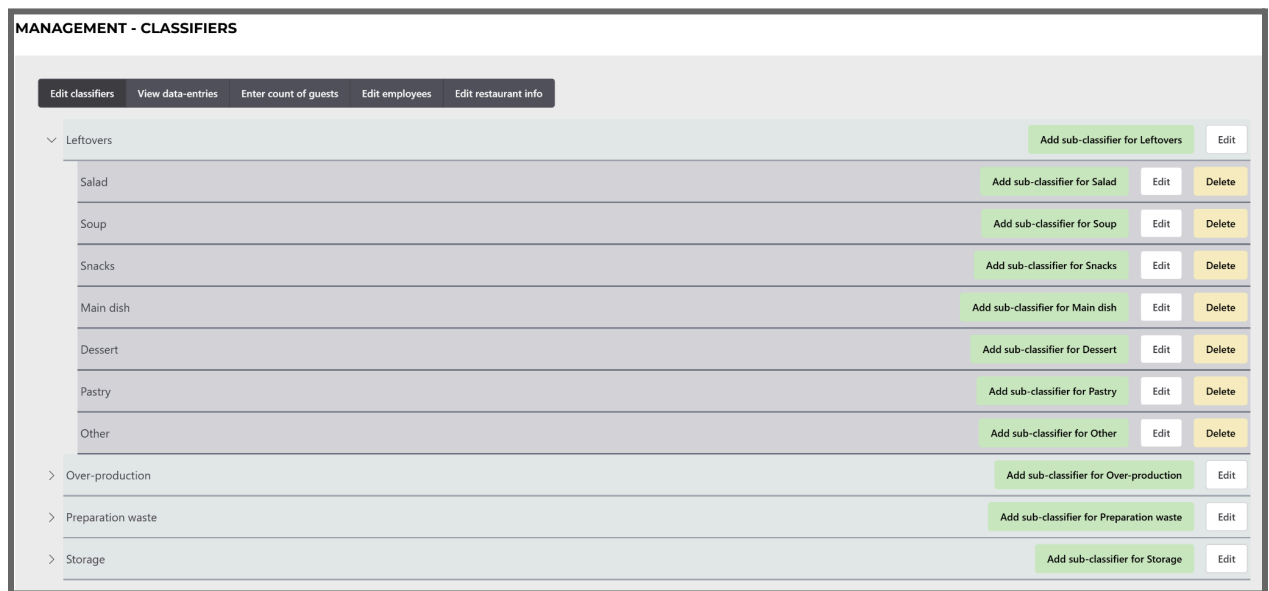 MANAGEMENT - CLASSIFIERS
Edit classifiers View data-entries Enter count of guests Edit employees Edit restaurant info
Leftovers Add sub-classifier for Leftovers Edit
Salad Add sub-classifier for Salad Edit Delete
Soup Add sub-classifier for Soup Edit Delete
Snacks Add sub-classifier for Snacks Edit Delete
Main dish Add sub-classifier for Main dish Edit Delete
Dessert Add sub-classifier for Dessert Edit Delete
Pastry Add sub-classifier for Pastry Edit Delete
Other Add sub-classifier for Other Edit Delete
Over-production Add sub-classifier for Over-production Edit
Preparation waste Add sub-classifier for Preparation waste Edit
Storage Add sub-classifier for Storage Edit